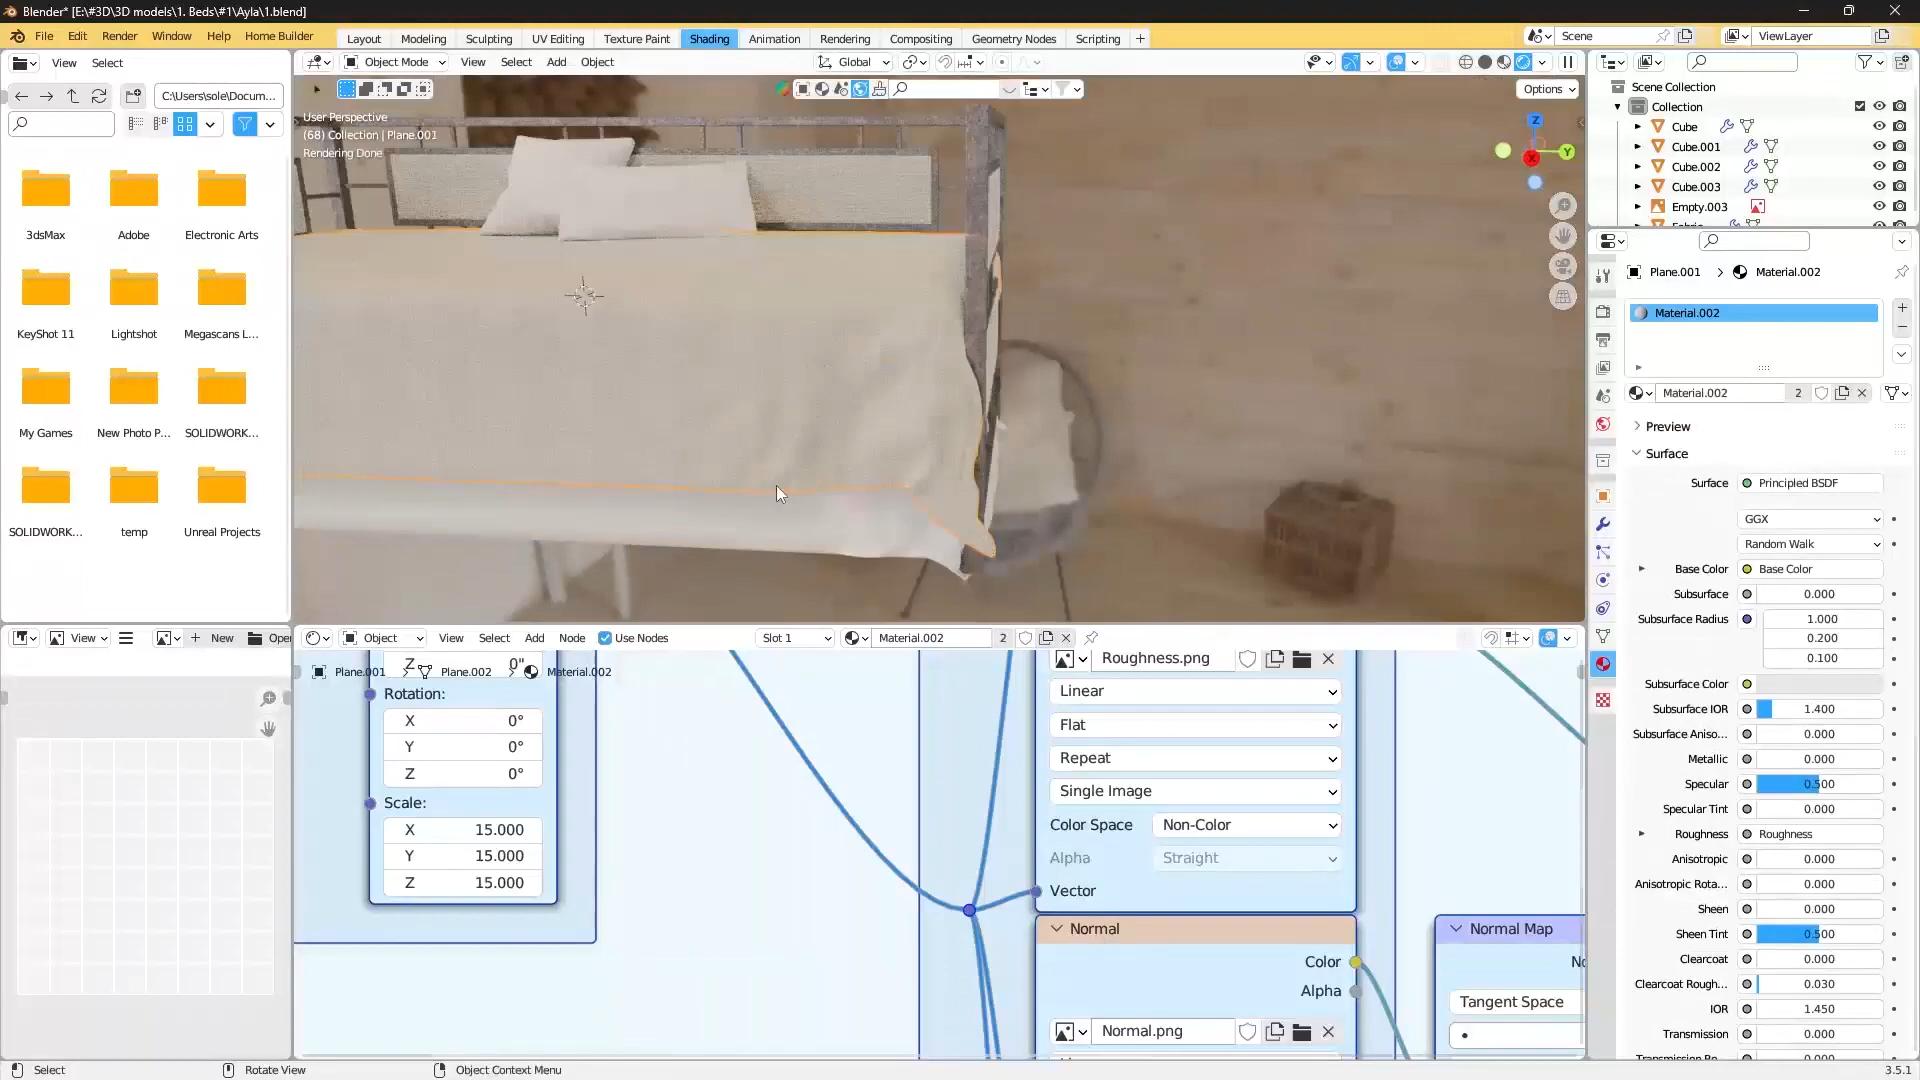 Blender* [E:\#3D\3D models\1. Beds\#1\Ayla\1.blend]
File Edit Render Window Help Home Builder
Layout Modeling Sculpting UV Editing Texture Paint Shading Animation Rendering Compositing Geometry Nodes Scripting +
Scene
ViewLayer
View Select
C:\Users\sole\Docum...
3dsMax Adobe Electronic Arts
KeyShot 11 Lightshot Megascans L...
My Games New Photo P... SOLIDWORK...
SOLIDWORK... temp Unreal Projects
Object Mode View Select Add Object
Global
Options
User Perspective
(68) Collection | Plane.001
Rendering Done
Z
Y
X
Scene Collection
Collection
Cube
Cube.001
Cube.002
Cube.003
Empty.003
Plane.001 > Material.002
Material.002
Material.002 2
Preview
Surface
Surface Principled BSDF
GGX
Random Walk
Base Color Base Color
Subsurface 0.000
Subsurface Radius 1.000
0.200
0.100
Subsurface Color
Subsurface IOR 1.400
Subsurface Aniso... 0.000
Metallic 0.000
Specular 0.500
Specular Tint 0.000
Roughness Roughness
Anisotropic 0.000
Anisotropic Rota... 0.000
Sheen 0.000
Sheen Tint 0.500
Clearcoat 0.000
Clearcoat Rough... 0.030
IOR 1.450
Transmission 0.000
View
+ New
Object View Select Add Node Use Nodes
Slot 1
Material.002 2
Plane.001 > Plane.002 > Material.002
Z 0"
Rotation:
X 0°
Y 0°
Z 0°
Scale:
X 15.000
Y 15.000
Z 15.000
Roughness.png
Linear
Flat
Repeat
Single Image
Color Space Non-Color
Alpha Straight
Vector
Normal
Color
Alpha
Normal.png
Normal Map
Tangent Space
Select
Rotate View
Object Context Menu
3.5.1